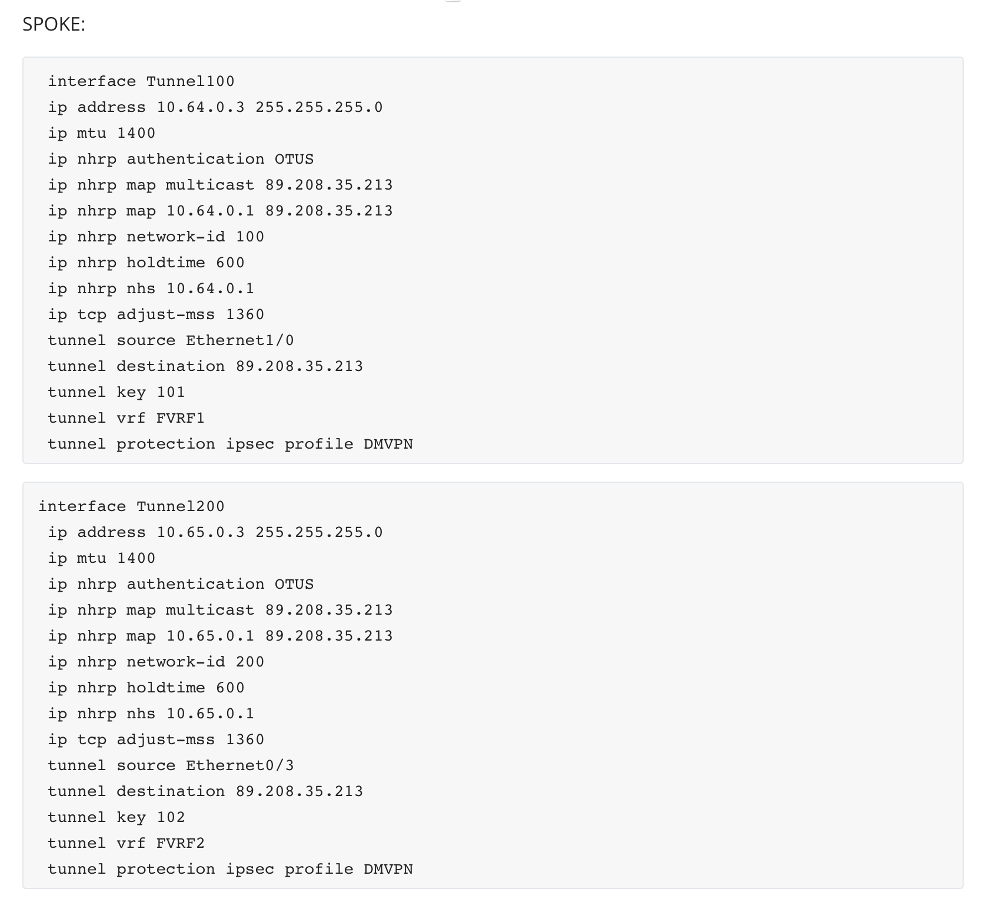 SPOKE:
interface Tunnel100
ip address 10.64.0.3 255.255.255.0
ip mtu 1400
ip nhrp authentication OTUS
ip nhrp map multicast 89.208.35.213
ip nhrp map 10.64.0.1 89.208.35.213
ip nhrp network-id 100
ip nhrp holdtime 600
ip nhrp nhs 10.64.0.1
ip tcp adjust-mss 1360
tunnel source Ethernet1/0
tunnel destination 89.208.35.213
tunnel key 101
tunnel vrf FVRF1
tunnel protection ipsec profile DMVPN
interface Tunnel200
ip address 10.65.0.3 255.255.255.0
ip mtu 1400
ip nhrp authentication OTUS
ip nhrp map multicast 89.208.35.213
ip nhrp map 10.65.0.1 89.208.35.213
ip nhrp network-id 200
ip nhrp holdtime 600
ip nhrp nhs 10.65.0.1
ip tcp adjust-mss 1360
tunnel source Ethernet0/3
tunnel destination 89.208.35.213
tunnel key 102
tunnel vrf FVRF2
tunnel protection ipsec profile DMVPN